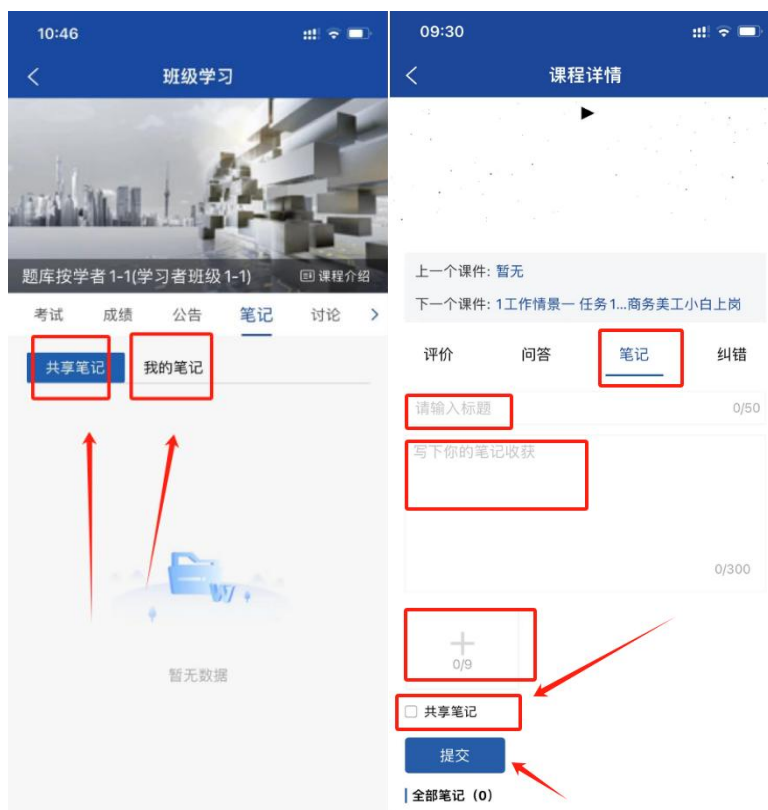 10:46
班级学习
题库按学者1-1(学习者班级1-1)
课程介绍
考试 成绩 公告 笔记 讨论
共享笔记 我的笔记
暂无数据
09:30
课程详情
上一个课件: 暂无
下一个课件: 1工作情景一 任务1...商务美工小白上岗
评价 问答 笔记 纠错
请输入标题 0/50
写下你的笔记收获
0/300
0/9
共享笔记
提交
全部笔记（0）